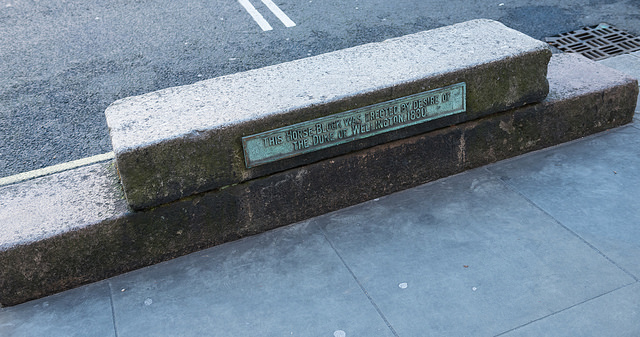 THIS HORSE BLOCK WAS ERECTED BY DESIRE OF
THE DUKE OF WELLINGTON 1830